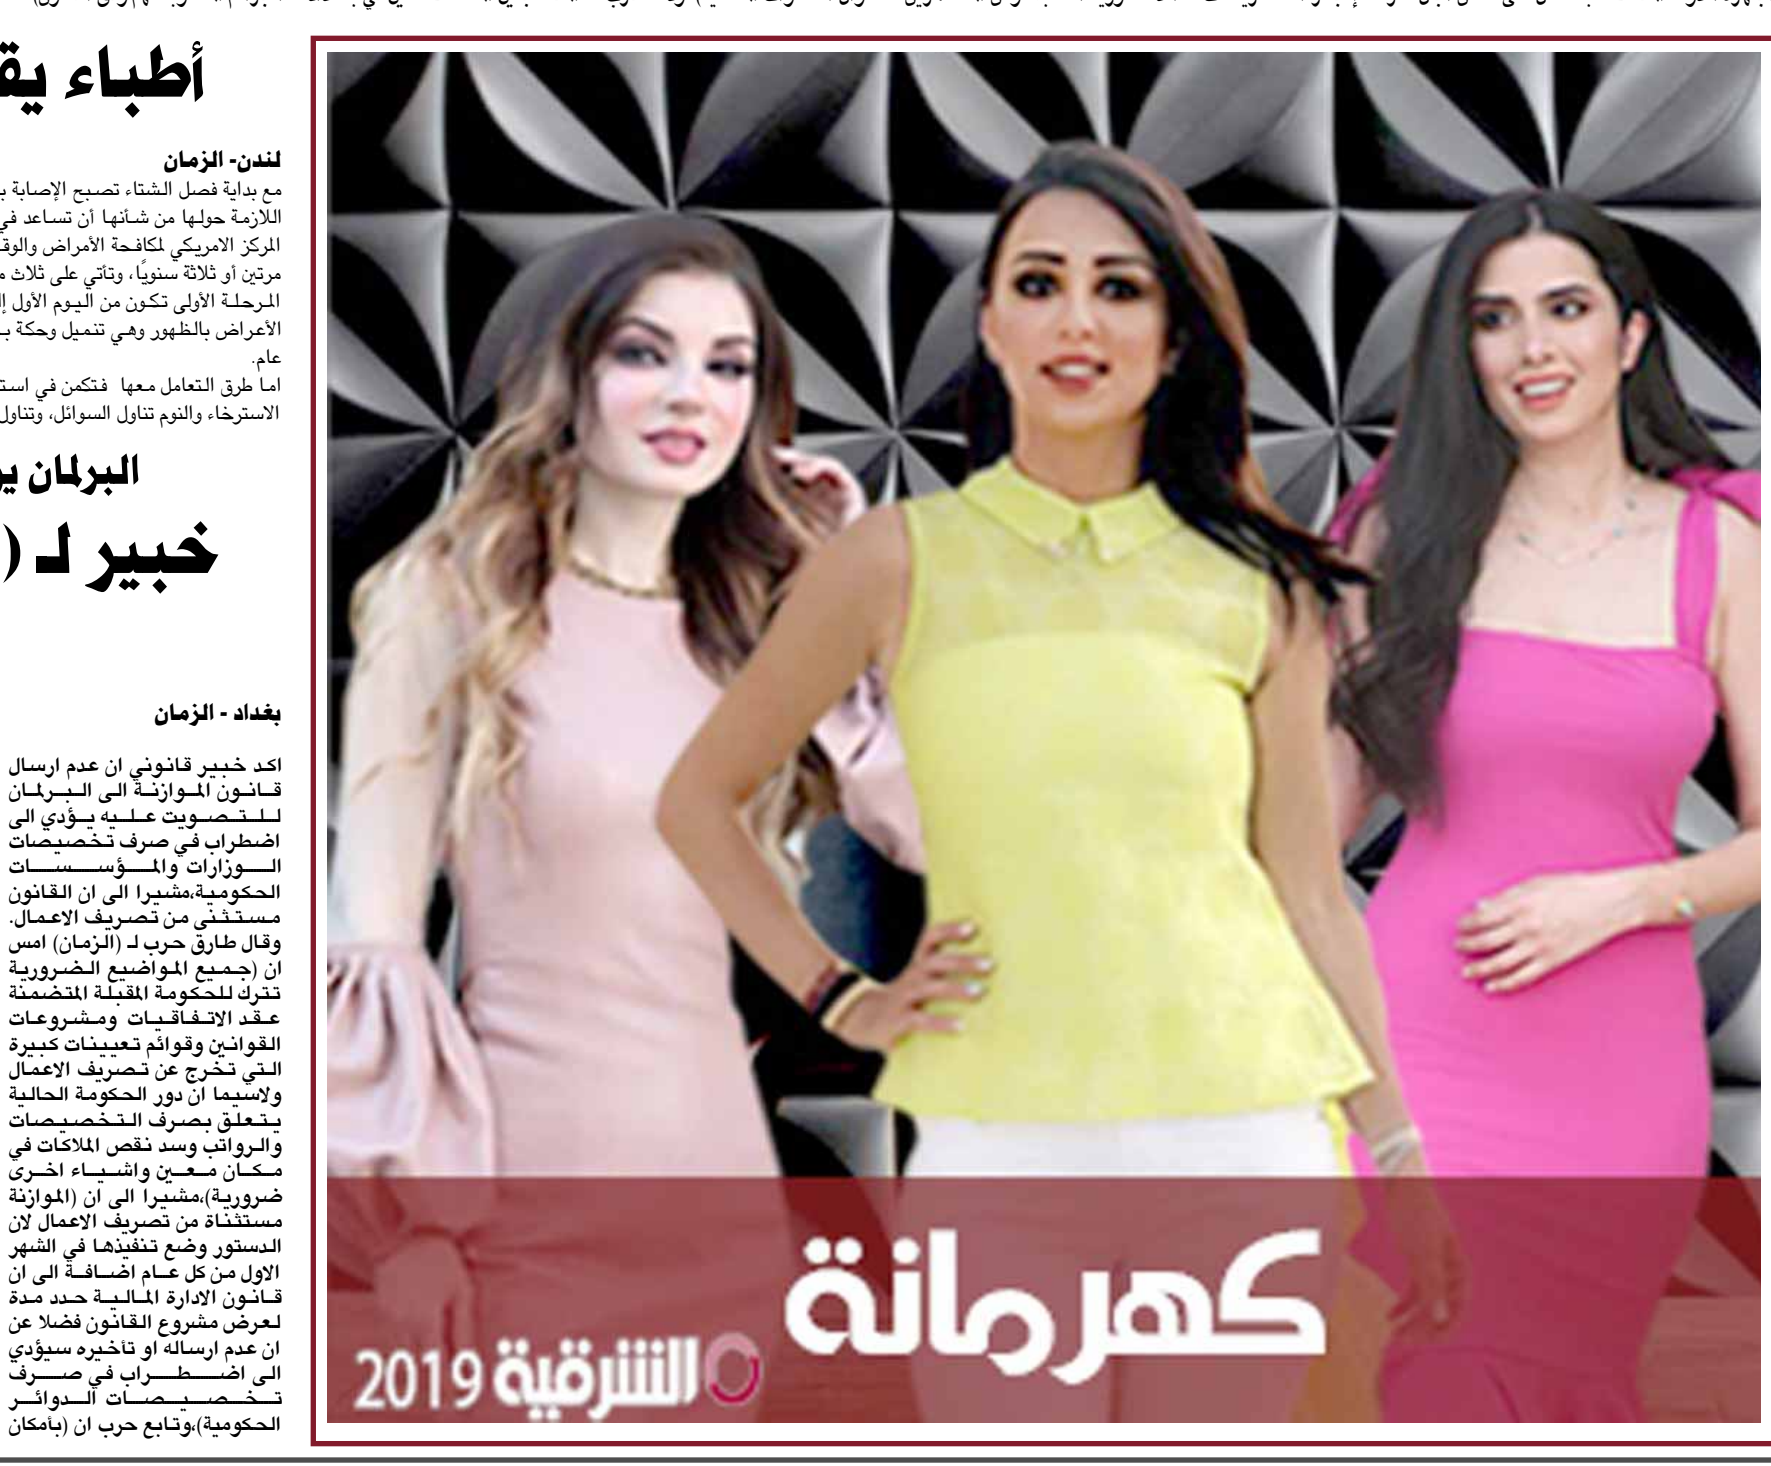 أطباء
لندن- الزمان
مع بداية فصل الشتاء تصبح الإصابة
اللازمة حولها من شأنها أن تساعد في
المركز الامريكي لمكافحة الأمراض
مرتين أو ثلاثة سنويًا، وتأتي على ثلاث
المرحلة الأولى تكون من اليوم الأول
الأعراض بالظهور وهي تنميل وحكة
عام.
اما طرق التعامل معها فتكمن في
الاسترخاء والنوم تناول السوائل، وتناول
البرلمان
خبير لـ (
بغداد - الزمان
اكد خبير قانوني ان عدم ارسال
قانون الموازنة الى البرلمان
للتصويت عليه يؤدي الى
اضطراب في صرف تخصيصات
الوزارات والمؤسسات
الحكومية،مشيرا الى ان القانون
مستثنى من تصريف الاعمال.
وقال طارق حرب لـ (الزمان) امس
ان (جميع المواضيع الضرورية
تترك للحكومة المقبلة المتضمنة
عقد الاتفاقيات ومشروعات
القوانين وقوائم تعيينات كبيرة
التي تخرج عن تصريف الاعمال
ولاسيما ان دور الحكومة الحالية
يتعلق بصرف التخصيصات
والرواتب وسد نقص الملاكات في
مكان معين واشياء اخرى
ضرورية)،مشيرا الى ان (الموازنة
مستثناة من تصريف الاعمال لان
الدستور وضع تنفيذها في الشهر
الاول من كل عام اضافة الى ان
قانون الادارة المالية حدد مدة
لعرض مشروع القانون فضلا عن
ان عدم ارساله او تأخيره سيؤدي
الى اضطراب في صرف
تخصيصات الدوائر
الحكومية)،وتابع حرب ان (بأمكان
كهرمانة
الشرقية 2019